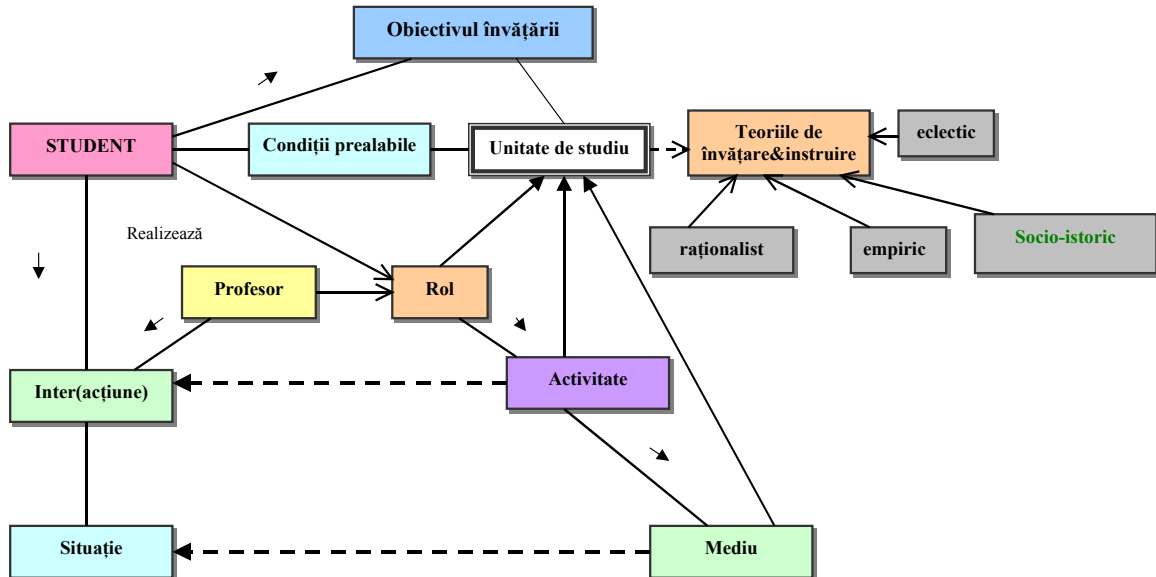 Obiectivul învățării
STUDENT
Condiții prealabile
Unitate de studiu
Teoriile de
învățare&instruire
eclectic
Realizează
raționalist
empiric
Socio-istoric
Profesor
Rol
Inter(acțiune)
Activitate
Situație
Mediu